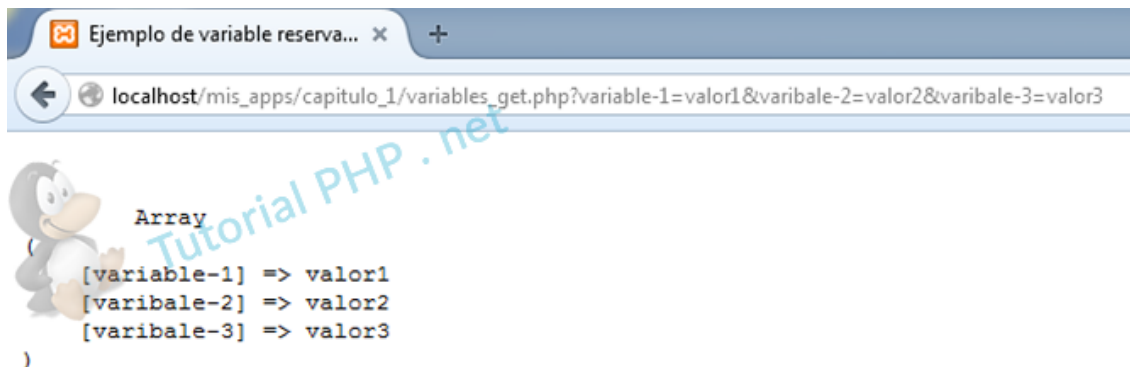 Ejemplo de variable reserva...
localhost/mis_apps/capitulo_1/variables_get.php?variable-1=valor1&varibale-2=valor2&varibale-3=valor3
Tutorial PHP . net
Array
(
[variable-1] => valor1
[varibale-2] => valor2
[varibale-3] => valor3
)